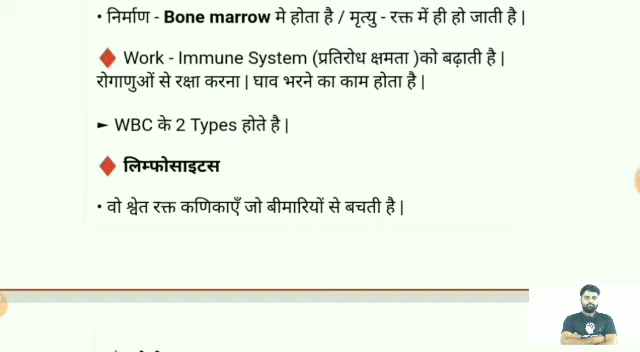 • निर्माण - Bone marrow मे होता है / मृत्यु - रक्त में ही हो जाती है |
♦ Work - Immune System (प्रतिरोध क्षमता )को बढ़ाती है |
रोगाणुओं से रक्षा करना | घाव भरने का काम होता है |
► WBC के 2 Types होते है |
♦ लिम्फोसाइटस
• वो श्वेत रक्त कणिकाएँ जो बीमारियों से बचती है |